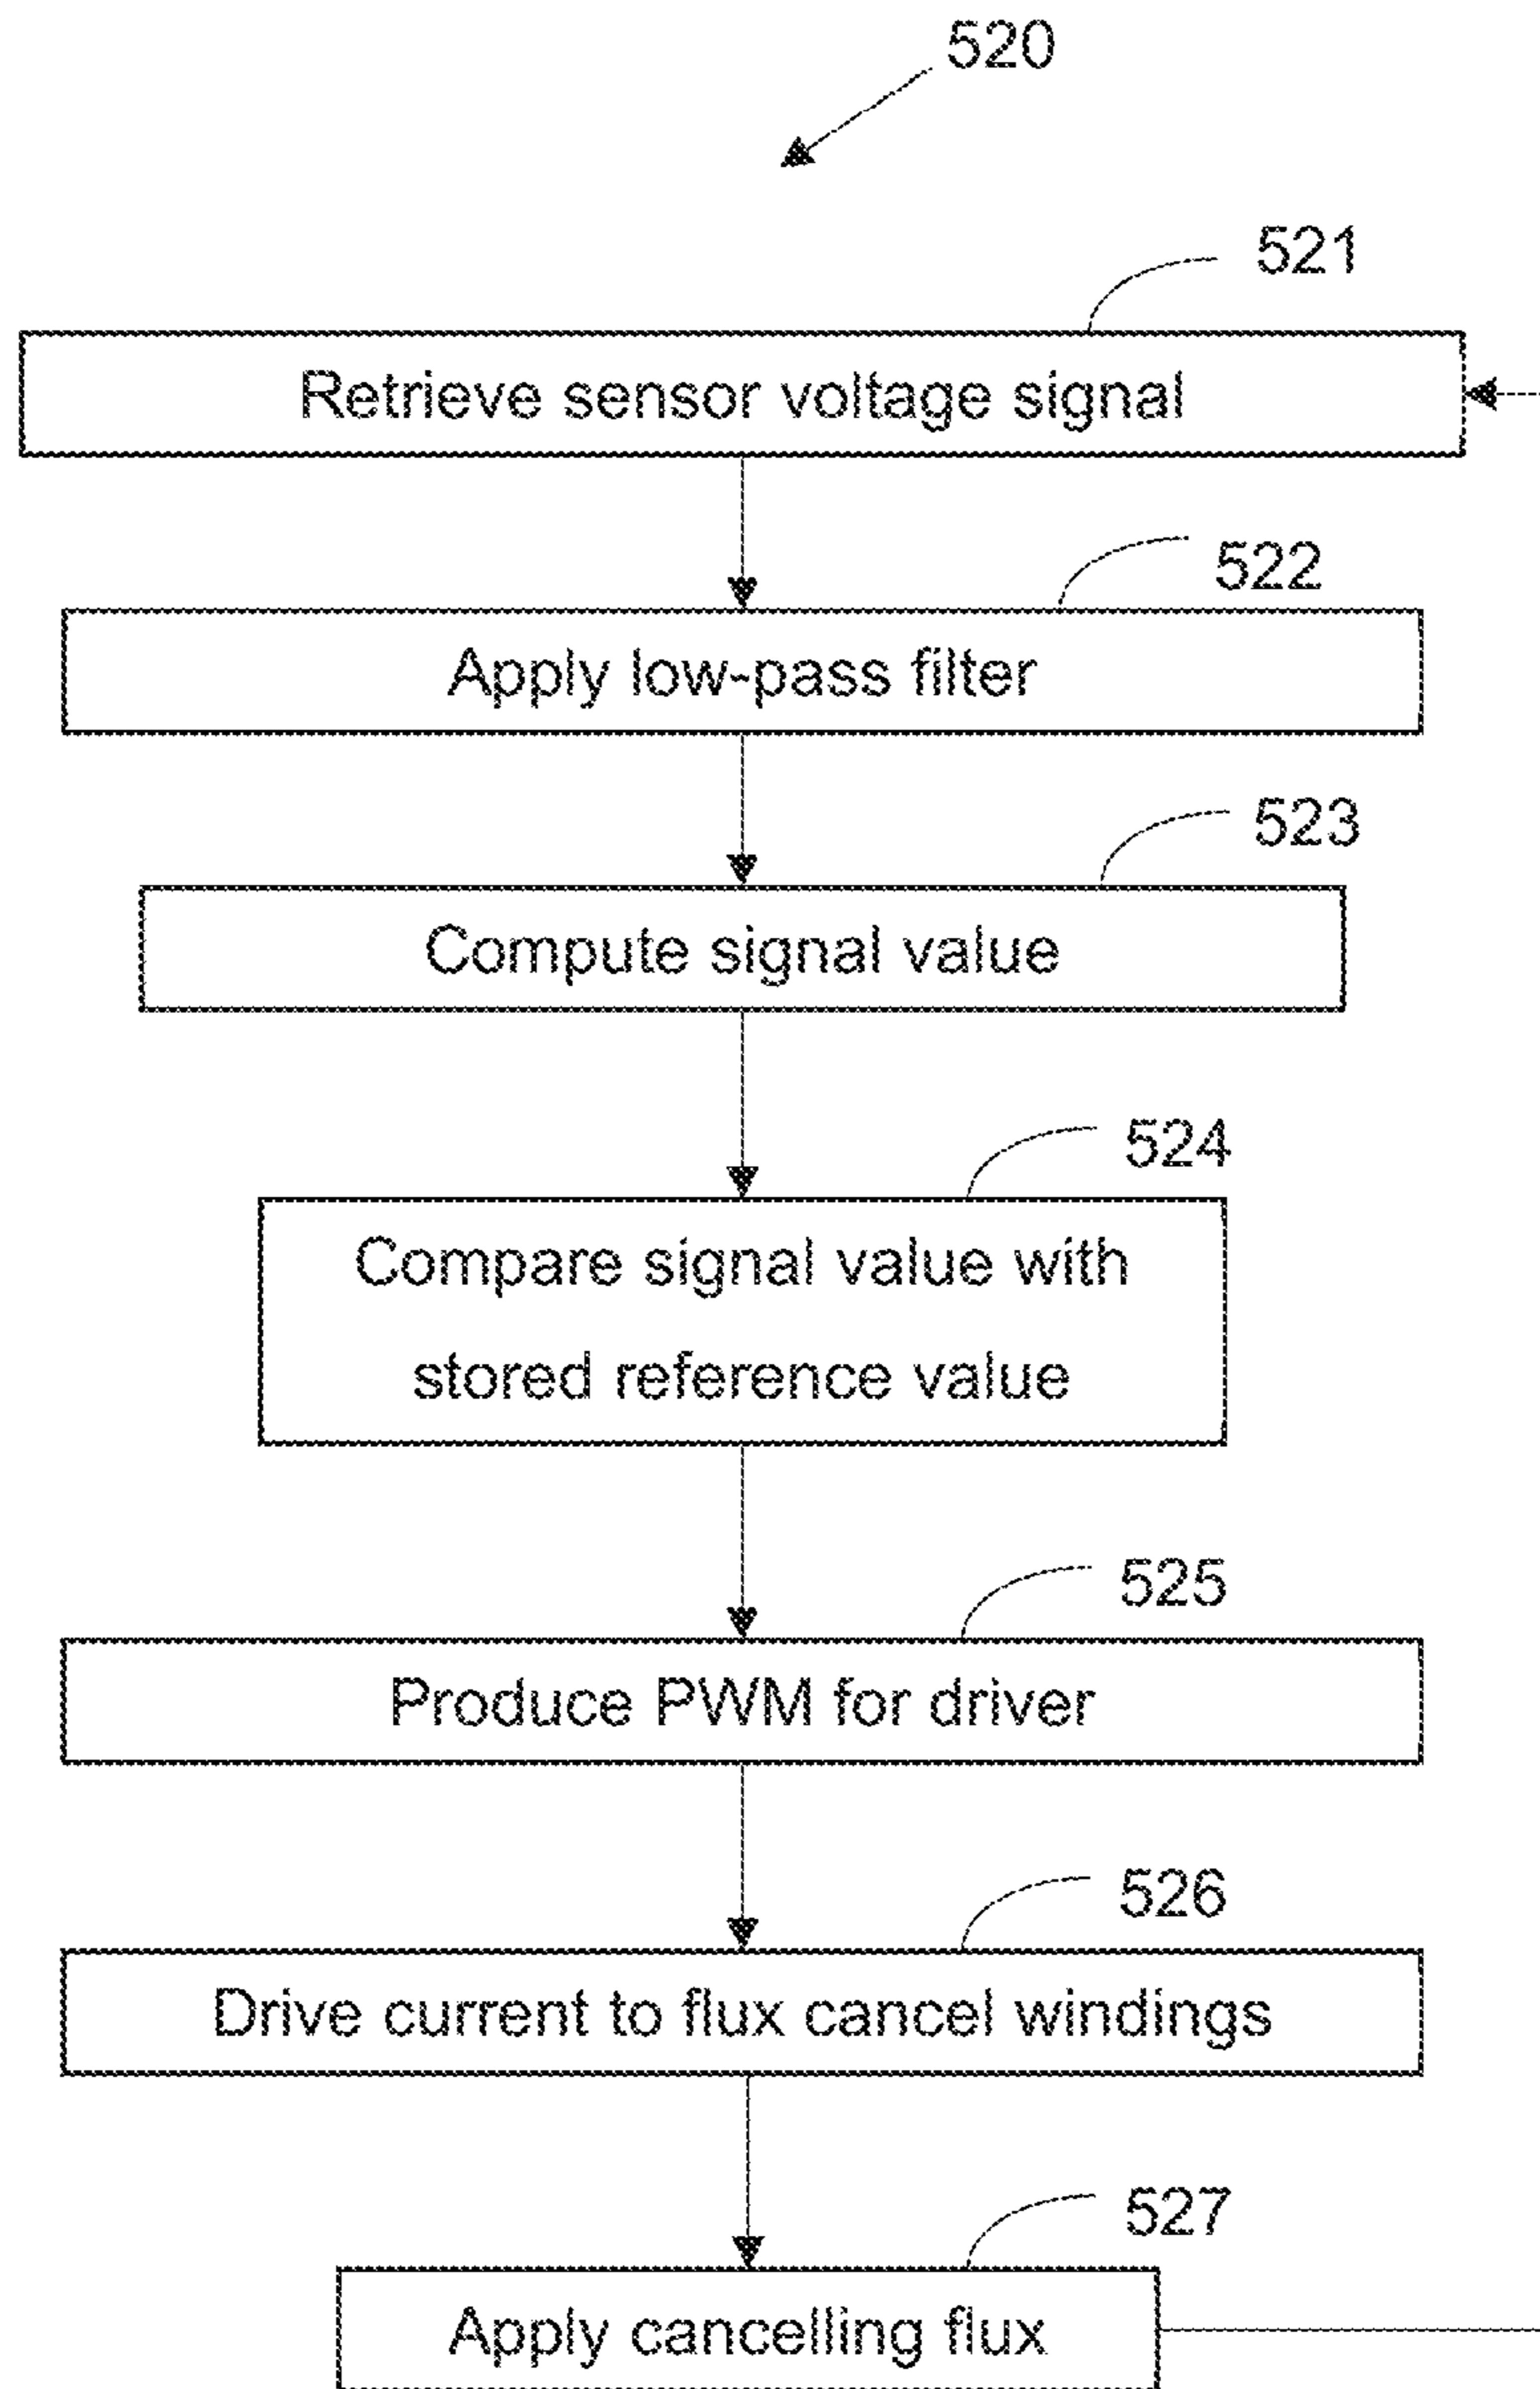 520
521
Retrieve sensor voltage signal
522
Apply low-pass filter
523
Compute signal value
524
Compare signal value with
stored reference value
525
Produce PWM for driver
526
Drive current to flux cancel windings
527
Apply cancelling flux